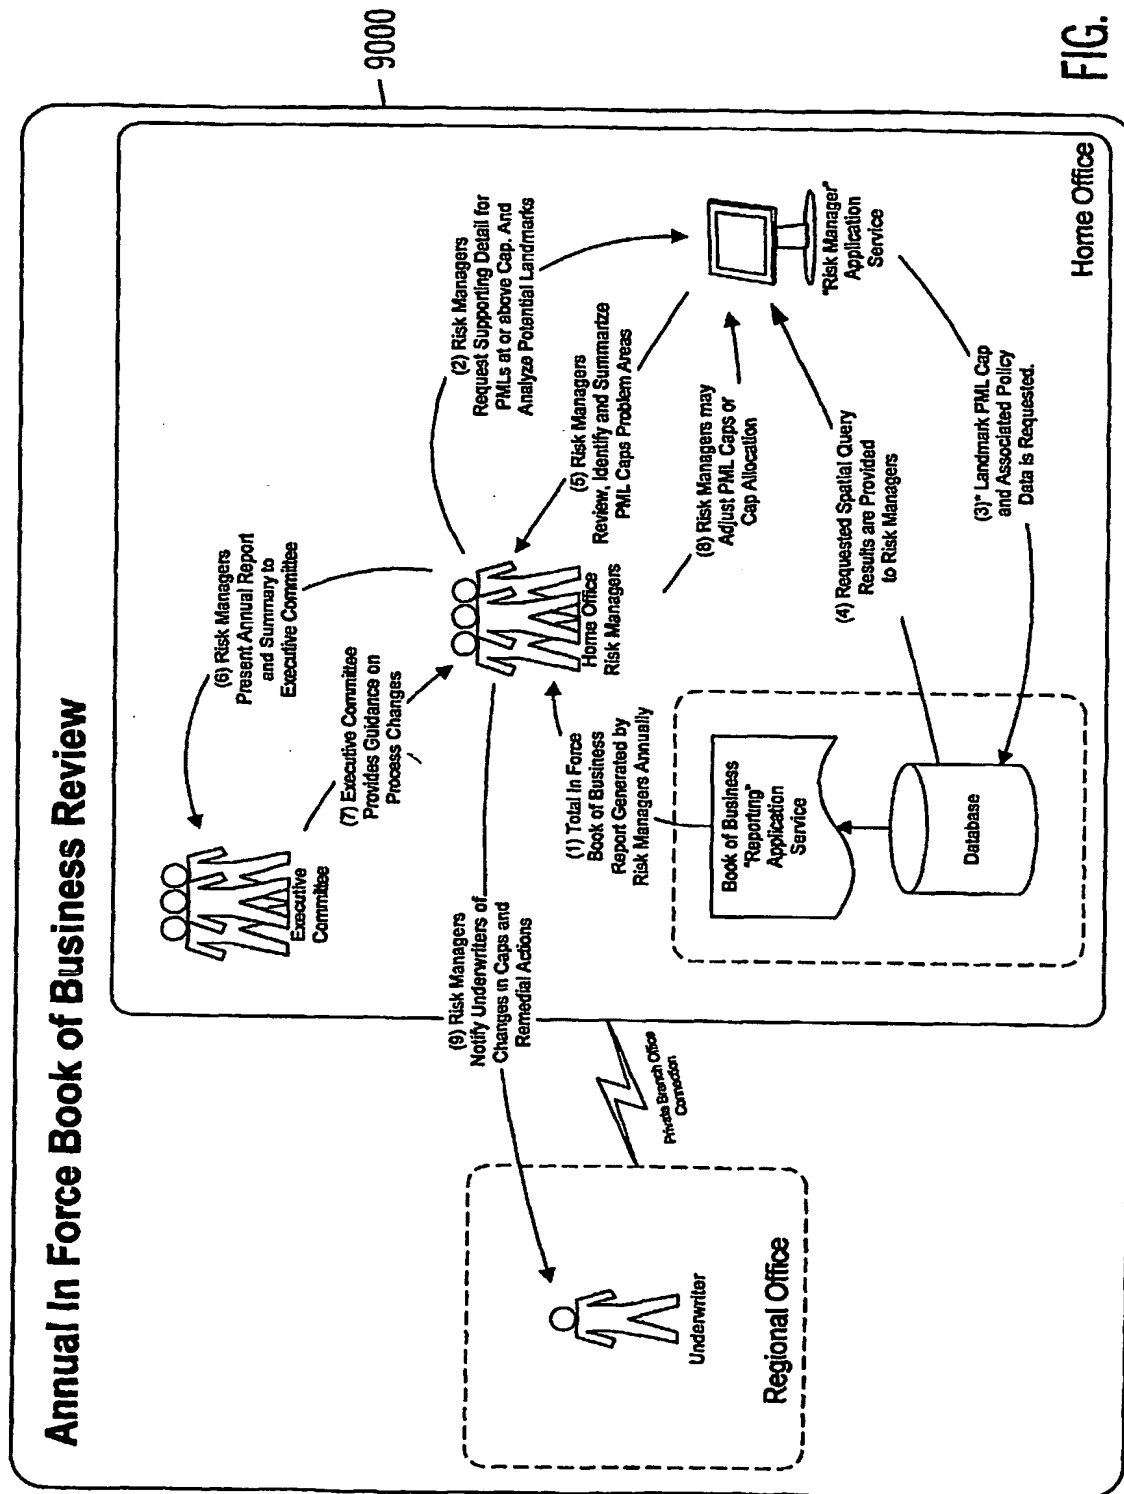 Annual In Force Book of Business Review
9000
(6) Risk Managers
Present Annual Report
and Summary to
Executive Committee
Executive
Committee
(7) Executive Committee
Provides Guidance on
Process Changes
(2) Risk Managers
Request Supporting Detail for
PMLs at or above Cap. And
Analyze Potential Landmarks
Home Office
Risk Managers
(5) Risk Managers
Review, Identify and Summarize
PML Caps Problem Areas
(8) Risk Managers may
Adjust PML Caps or
Cap Allocation
"Risk Manager"
Application
Service
(9) Risk Managers
Notify Underwriters of
Changes in Caps and
Remedial Actions
(1) Total In Force
Book of Business
Report Generated by
Risk Managers Annually
(4) Requested Spatial Query
Results are Provided
to Risk Managers
(3)* Landmark PML Cap
and Associated Policy
Data is Requested.
Book of Business
"Reporting"
Application
Service
Database
Home Office
Private Branch Office
Connection
Underwriter
Regional Office
FIG.